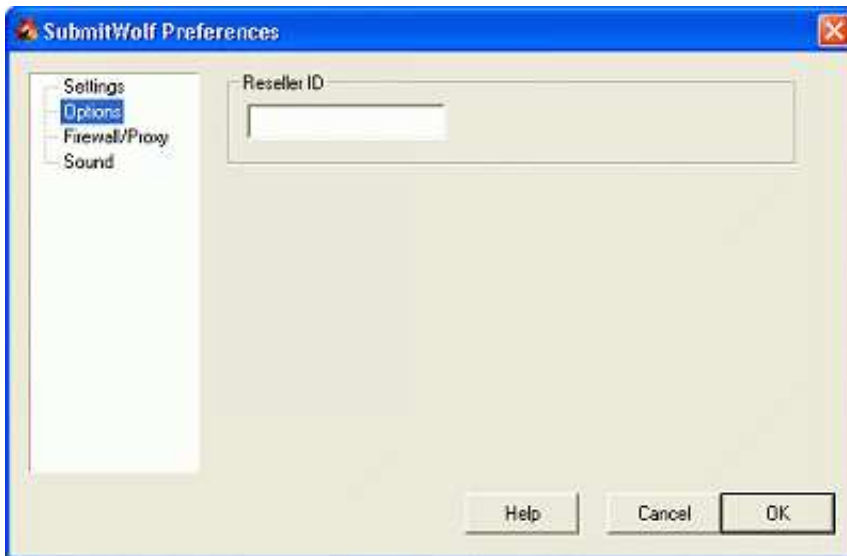 SubmitWolf Preferences
Settings
Options
Firewall/Proxy
Sound
Reseller ID
Help
Cancel
OK